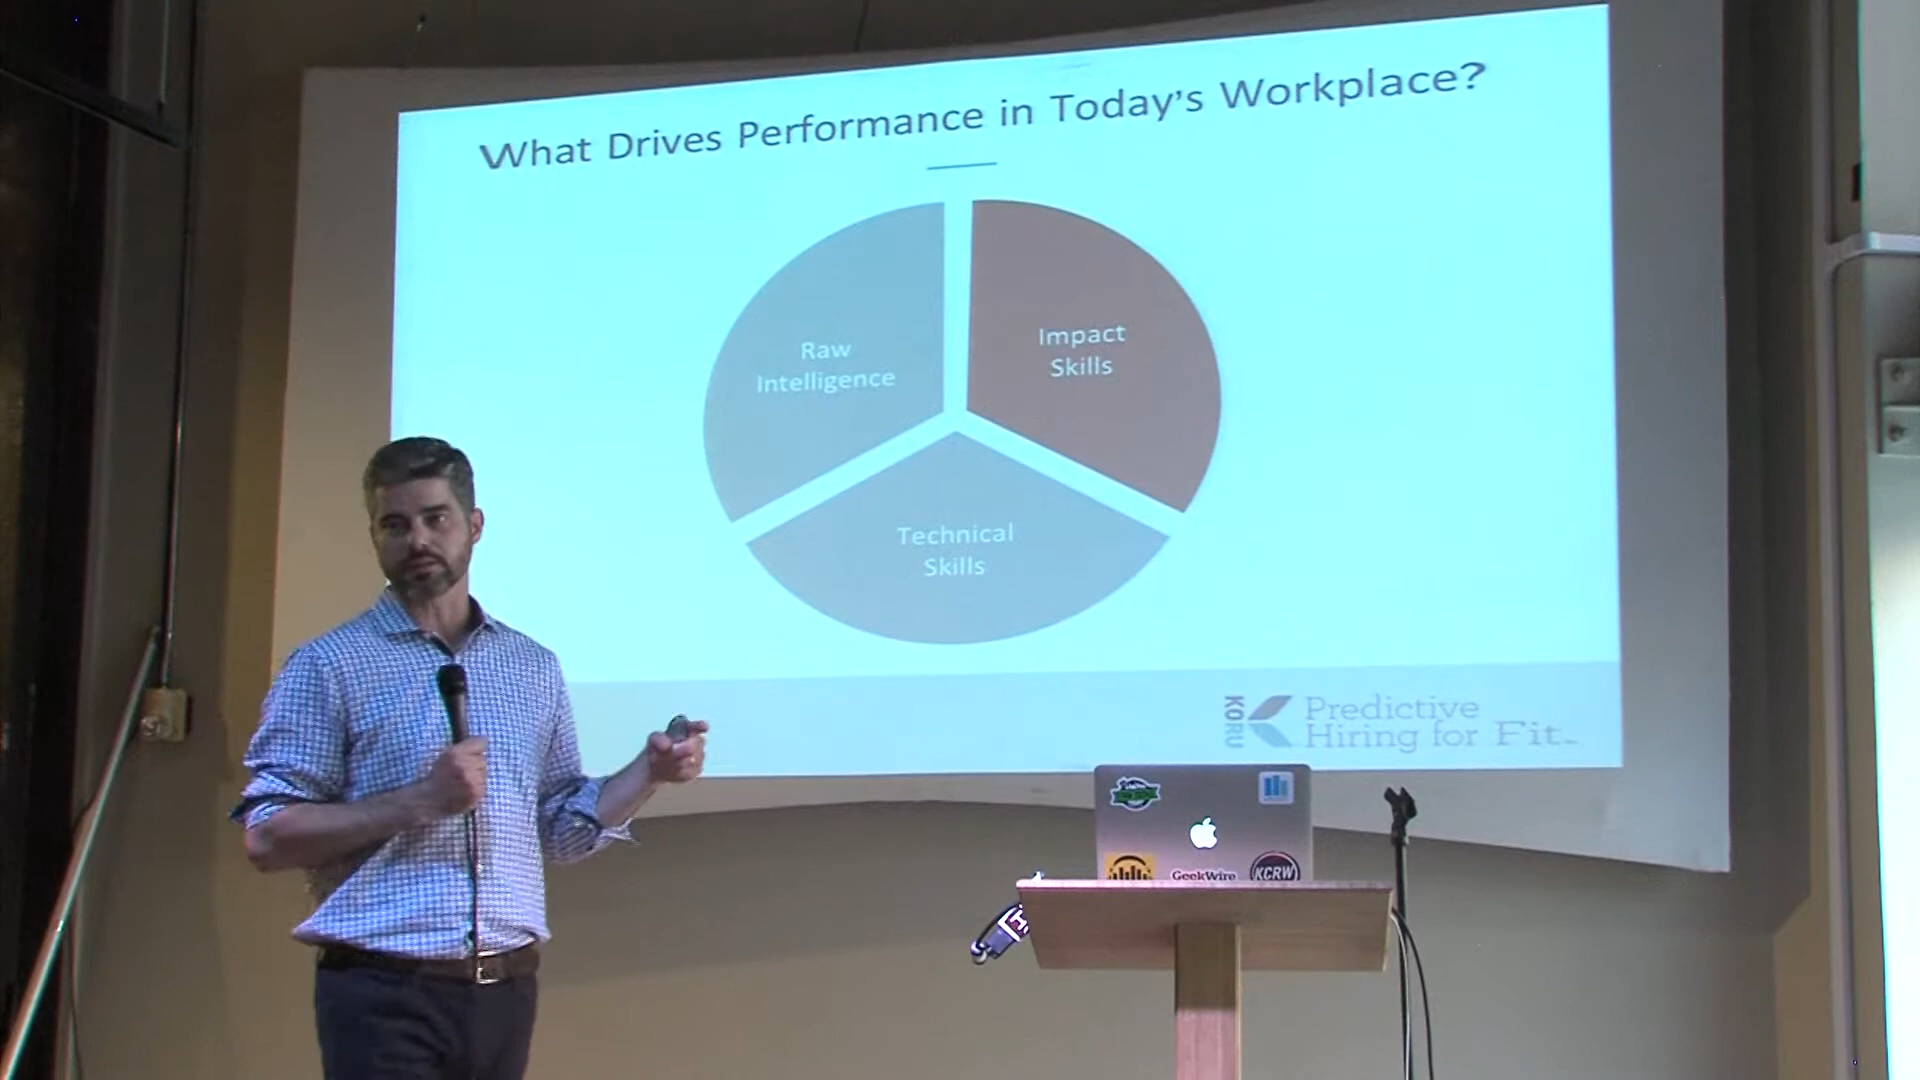 What Drives Performance in Today's Workplace?
Raw
Intelligence
Impact
Skills
Technical
Skills
KORU
Predictive
Hiring for Fit
GeekWire
KCRW